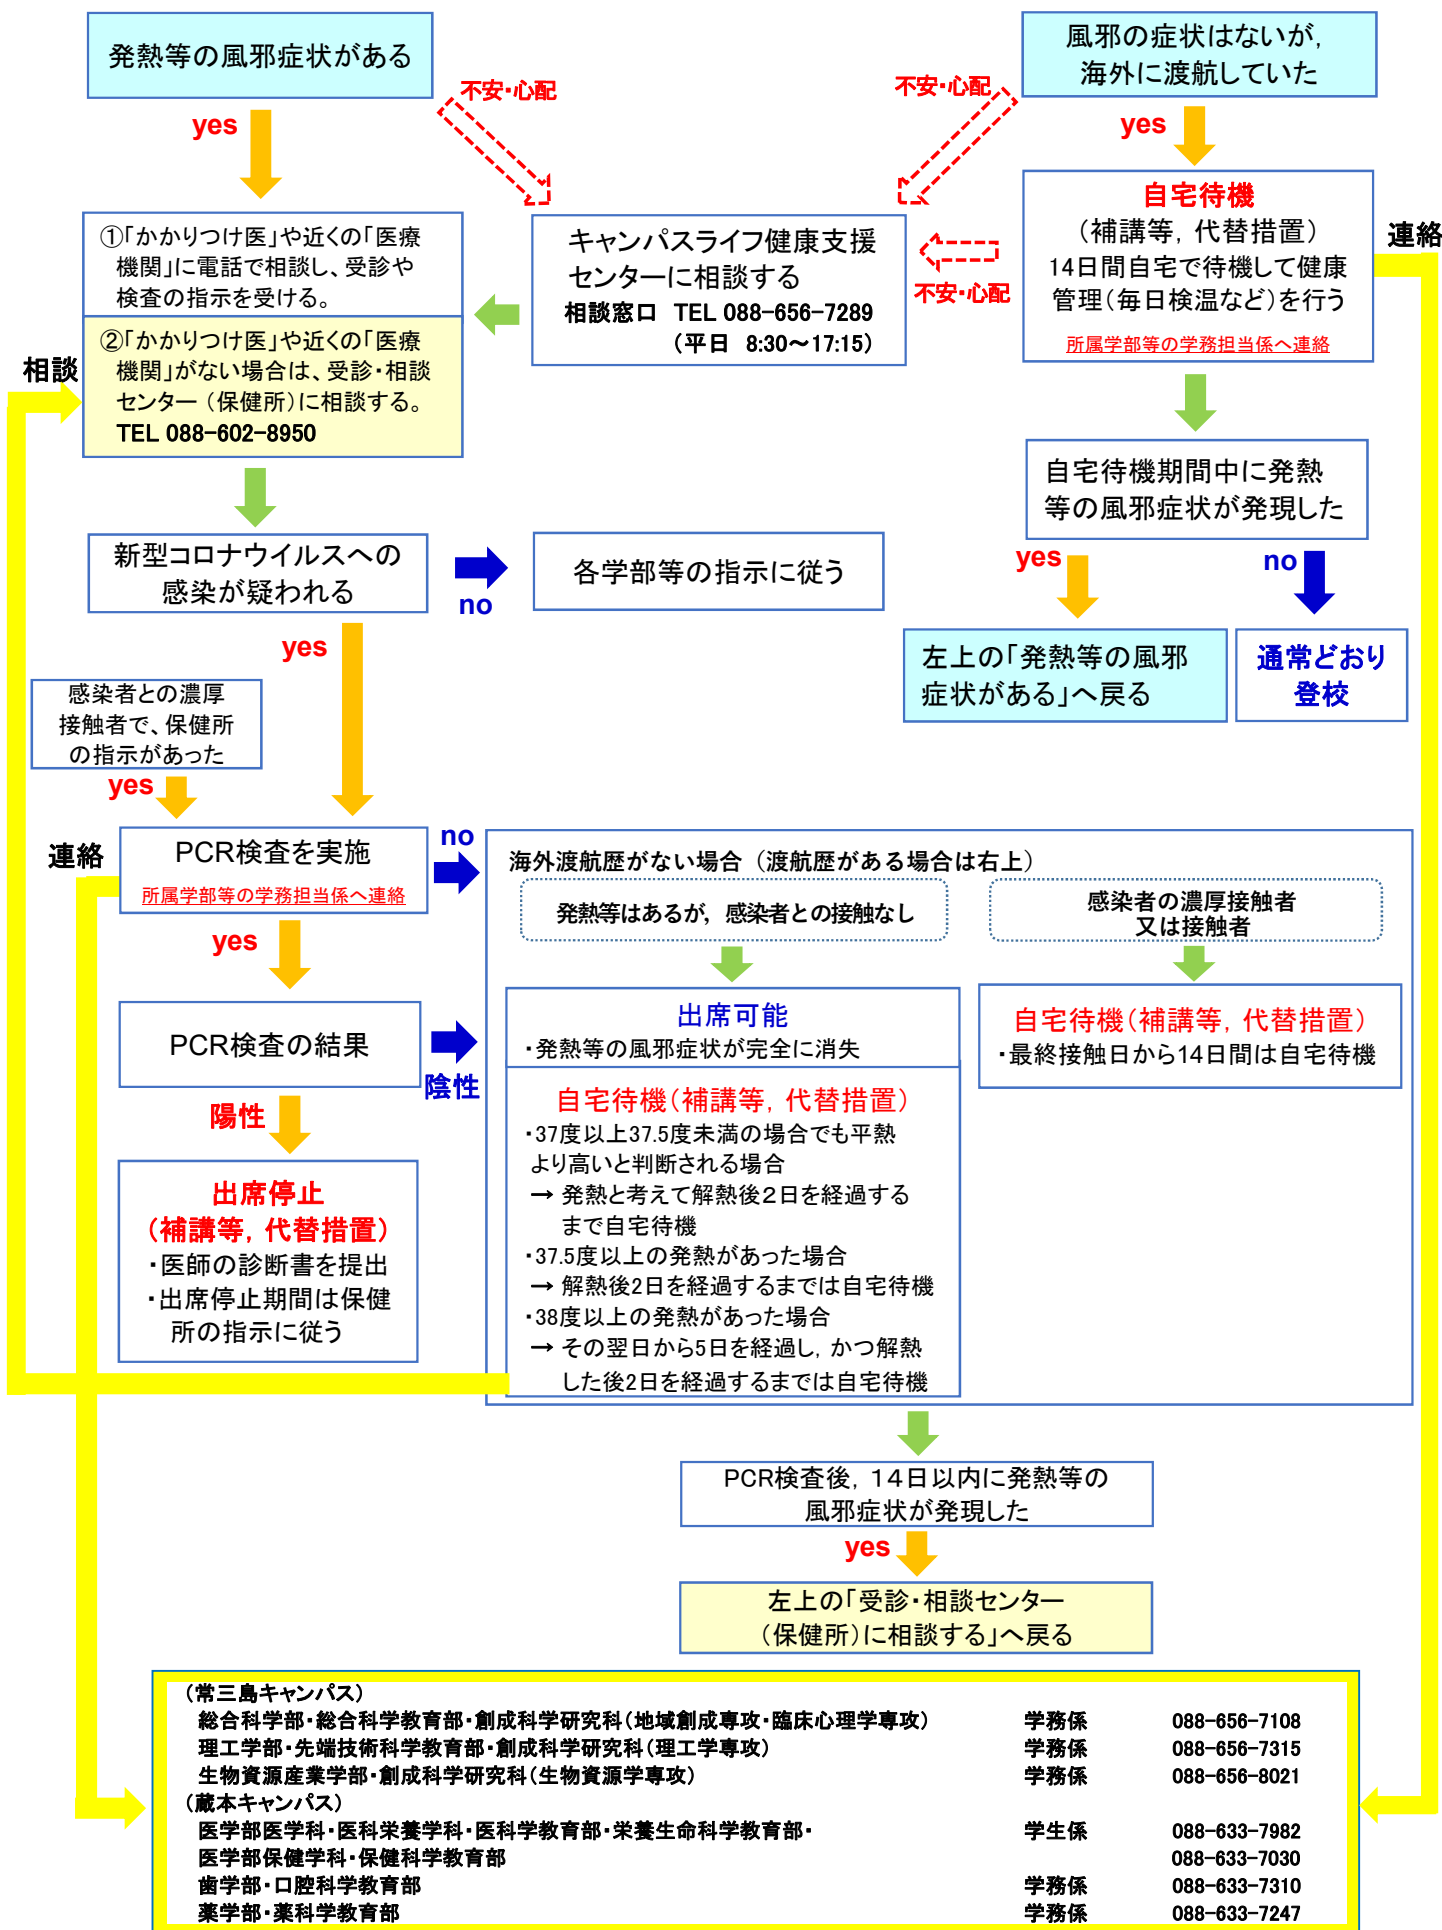 発熱等の風邪症状がある
風邪の症状はないが,
海外に渡航していた
不安・心配
不安・心配
yes
yes
①「かかりつけ医」や近くの「医療
機関」に電話で相談し、受診や
検査の指示を受ける。
②「かかりつけ医」や近くの「医療
機関」がない場合は、受診・相談
センター（保健所）に相談する。
TEL 088-602-8950
相談
キャンパスライフ健康支援
センターに相談する
相談窓口　TEL 088-656-7289
（平日　8:30～17:15）
不安・心配
自宅待機
（補講等, 代替措置）
14日間自宅で待機して健康
管理（毎日検温など）を行う
所属学部等の学務担当係へ連絡
連絡
自宅待機期間中に発熱
等の風邪症状が発現した
yes
no
左上の「発熱等の風邪
症状がある」へ戻る
通常どおり
登校
新型コロナウイルスへの
感染が疑われる
no
各学部等の指示に従う
yes
感染者との濃厚
接触者で、保健所
の指示があった
yes
連絡
PCR検査を実施
所属学部等の学務担当係へ連絡
no
yes
PCR検査の結果
陰性
陽性
出席停止
（補講等, 代替措置）
・医師の診断書を提出
・出席停止期間は保健
所の指示に従う
海外渡航歴がない場合（渡航歴がある場合は右上）
発熱等はあるが, 感染者との接触なし
感染者の濃厚接触者
又は接触者
出席可能
・発熱等の風邪症状が完全に消失
自宅待機（補講等, 代替措置）
・37度以上37.5度未満の場合でも平熱
より高いと判断される場合
→ 発熱と考えて解熱後２日を経過する
まで自宅待機
・37.5度以上の発熱があった場合
→ 解熱後2日を経過するまでは自宅待機
・38度以上の発熱があった場合
→ その翌日から5日を経過し, かつ解熱
した後2日を経過するまでは自宅待機
自宅待機（補講等, 代替措置）
・最終接触日から14日間は自宅待機
PCR検査後, １４日以内に発熱等の
風邪症状が発現した
yes
左上の「受診・相談センター
（保健所）に相談する」へ戻る
（常三島キャンパス）
総合科学部・総合科学教育部・創成科学研究科（地域創成専攻・臨床心理学専攻）　学務係　088-656-7108
理工学部・先端技術科学教育部・創成科学研究科（理工学専攻）　学務係　088-656-7315
生物資源産業学部・創成科学研究科（生物資源学専攻）　学務係　088-656-8021
（蔵本キャンパス）
医学部医学科・医科栄養学科・医科学教育部・栄養生命科学教育部・　学生係　088-633-7982
医学部保健学科・保健科学教育部　088-633-7030
歯学部・口腔科学教育部　学務係　088-633-7310
薬学部・薬科学教育部　学務係　088-633-7247